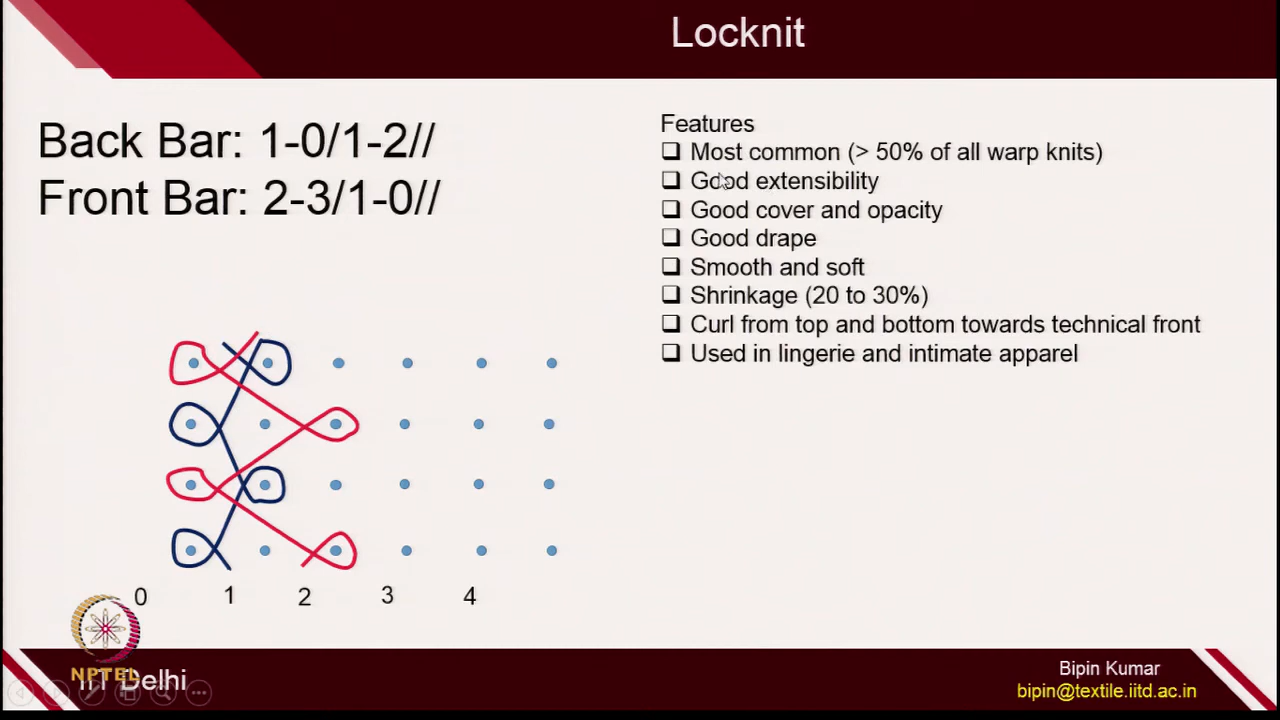 Locknit
Back Bar: 1-0/1-2//
Front Bar: 2-3/1-0//
Features
Most common (> 50% of all warp knits)
Good extensibility
Good cover and opacity
Good drape
Smooth and soft
Shrinkage (20 to 30%)
Curl from top and bottom towards technical front
Used in lingerie and intimate apparel
0 1 2 3 4
NPTEL
IIT Delhi
Bipin Kumar
bipin@textile.iitd.ac.in